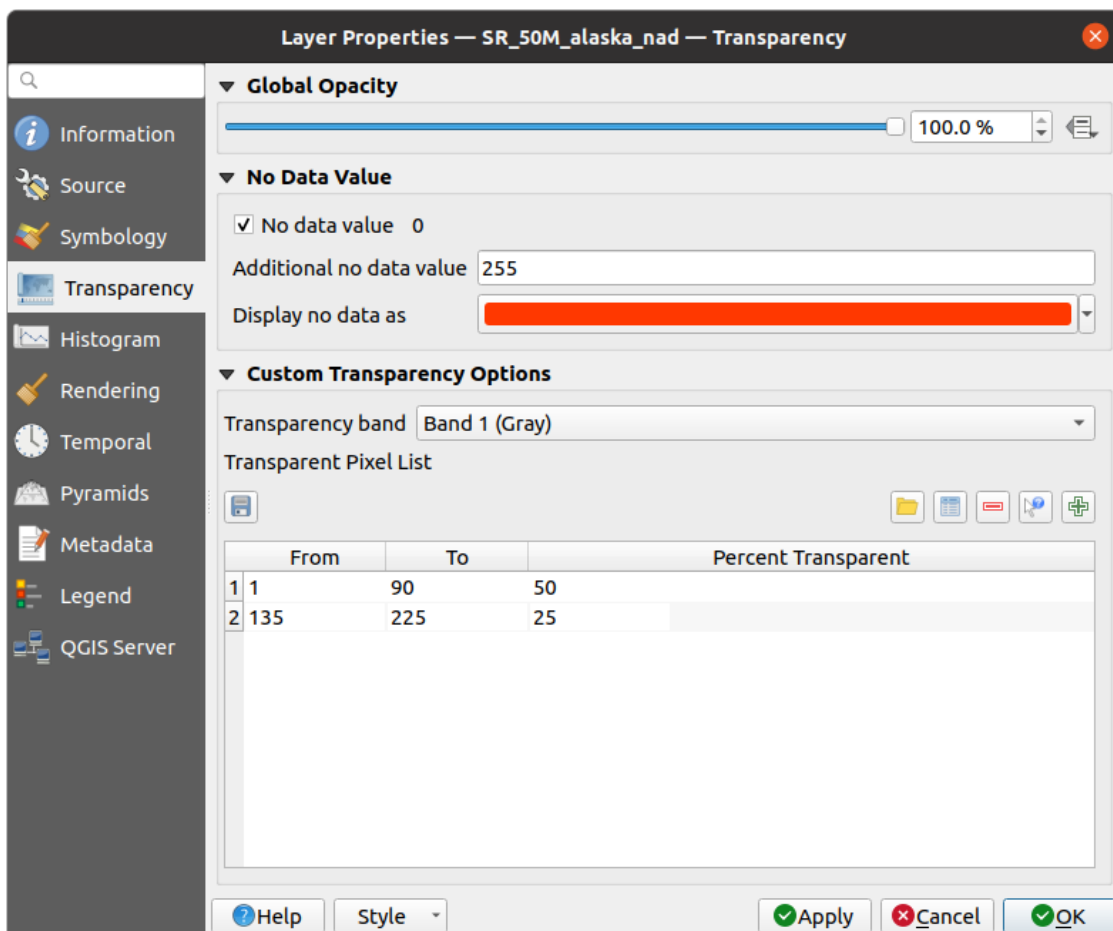 Layer Properties — SR_50M_alaska_nad — Transparency
Information
Source
Symbology
Transparency
Histogram
Rendering
Temporal
Pyramids
Metadata
Legend
QGIS Server
Global Opacity
100.0 %
No Data Value
No data value 0
Additional no data value 255
Display no data as
Custom Transparency Options
Transparency band Band 1 (Gray)
Transparent Pixel List
From To Percent Transparent
1 1 90 50
2 135 225 25
Help Style Apply Cancel OK